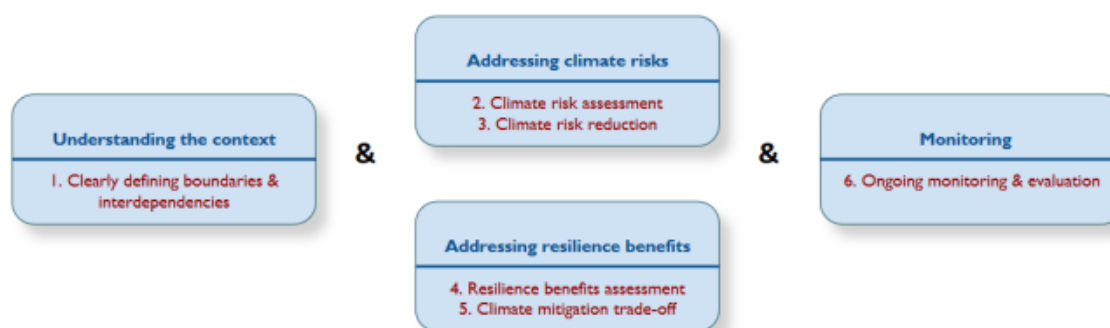 Understanding the context
1. Clearly defining boundaries &
interdependencies
&
Addressing climate risks
2. Climate risk assessment
3. Climate risk reduction
Addressing resilience benefits
4. Resilience benefits assessment
5. Climate mitigation trade-off
&
Monitoring
6. Ongoing monitoring & evaluation